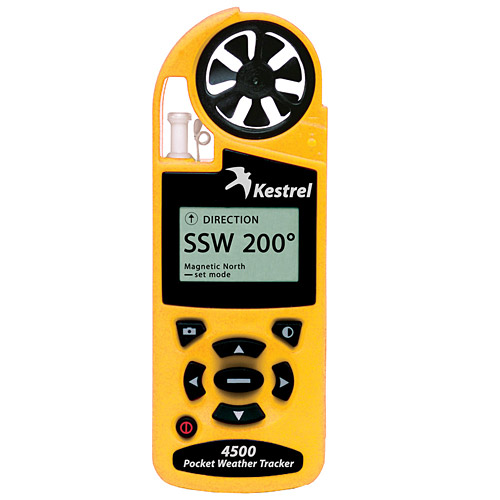 Kestrel
DIRECTION
SSW 200°
Magnetic North
—set mode
4500
Pocket Weather Tracker